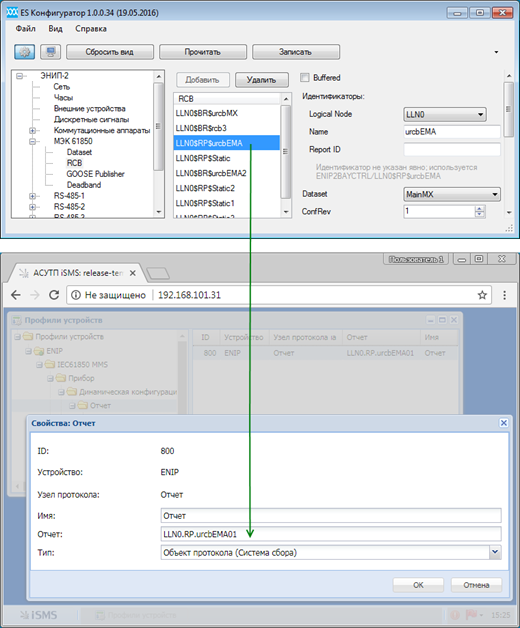 ES Конфигуратор 1.0.0.34 (19.05.2016)
Файл Вид Справка
Сбросить вид Прочитать Записать
ЭНИП-2
Сеть
Часы
Внешние устройства
Дискретные сигналы
Коммутационные аппараты
МЭК 61850
Dataset
RCB
GOOSE Publisher
Deadband
RS-485-1
RS-485-2
RS-485-3
Добавить Удалить
RCB
LLN0$BR$urcbMX
LLN0$BR$rcb3
LLN0$RP$urcbEMA
LLN0$RP$Static
LLN0$BR$urcbEMA2
LLN0$RP$Static2
LLN0$RP$Static1
LLN0$RP$Static3
Buffered
Идентификаторы:
Logical Node LLN0
Name urcbEMA
Report ID
Идентификатор не указан явно: используется
ENIP2BAYCTRL/LLN0$RP$urcbEMA
Dataset MainMX
ConfRev 1
Пользователь 1
АСУТП iSMS: release-ter
Не защищено 192.168.101.31
Профили устройств
Профили устройств
ENIP
IEC61850 MMS
Прибор
Динамическая конфигураци
Отчет
ID Устройство Узел протокола Отчет Имя
800 ENIP Отчет LLN0.RP.urcbEMA01 Отчет
Свойства: Отчет
ID: 800
Устройство: ENIP
Узел протокола: Отчет
Имя: Отчет
Отчет: LLN0.RP.urcbEMA01
Тип: Объект протокола (Система сбора)
OK Отмена
iSMS Профили устройств 15:25